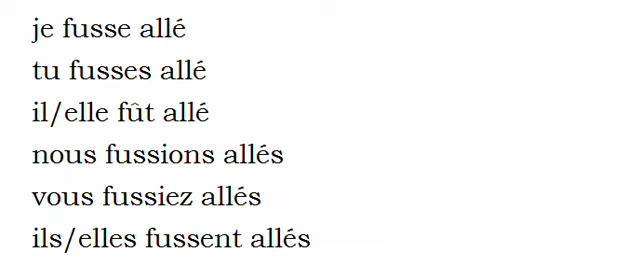 je fusse allé
tu fusses allé
il/elle fût allé
nous fussions allés
vous fussiez allés
ils/elles fussent allés